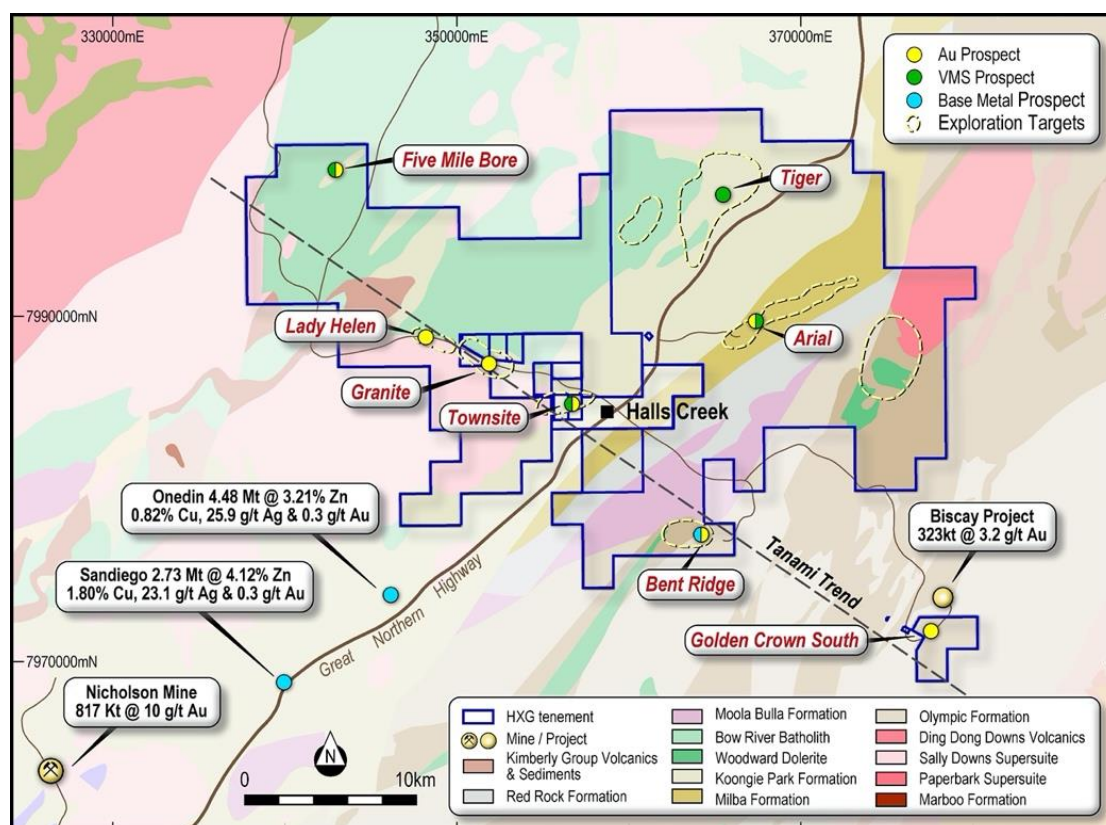 330000mE
350000mE
370000mE
Au Prospect
VMS Prospect
Base Metal Prospect
Exploration Targets
Five Mile Bore
Tiger
7990000mN
Lady Helen
Arial
Granite
Townsite
Halls Creek
Onedin 4.48 Mt @ 3.21% Zn
0.82% Cu, 25.9 g/t Ag & 0.3 g/t Au
Biscay Project
323kt @ 3.2 g/t Au
Sandiego 2.73 Mt @ 4.12% Zn
1.80% Cu, 23.1 g/t Ag & 0.3 g/t Au
Bent Ridge
Tanami Trend
Great Northern Highway
Golden Crown South
7970000mN
Nicholson Mine
817 Kt @ 10 g/t Au
N
0 10km
HXG tenement
Mine / Project
Kimberly Group Volcanics
& Sediments
Red Rock Formation
Moola Bulla Formation
Bow River Batholith
Woodward Dolerite
Koongie Park Formation
Milba Formation
Olympic Formation
Ding Dong Downs Volcanics
Sally Downs Supersuite
Paperbark Supersuite
Marboo Formation